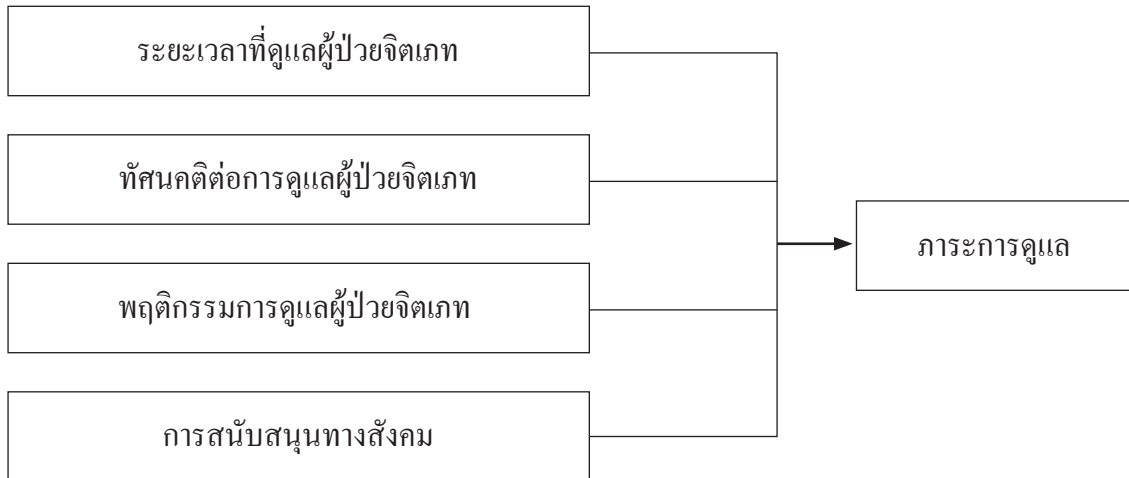 ระยะเวลาที่ดูแลผู้ป่วยจิตเภท
ทัศนคติต่อการดูแลผู้ป่วยจิตเภท
พฤติกรรมการดูแลผู้ป่วยจิตเภท
การสนับสนุนทางสังคม
ภาระการดูแล